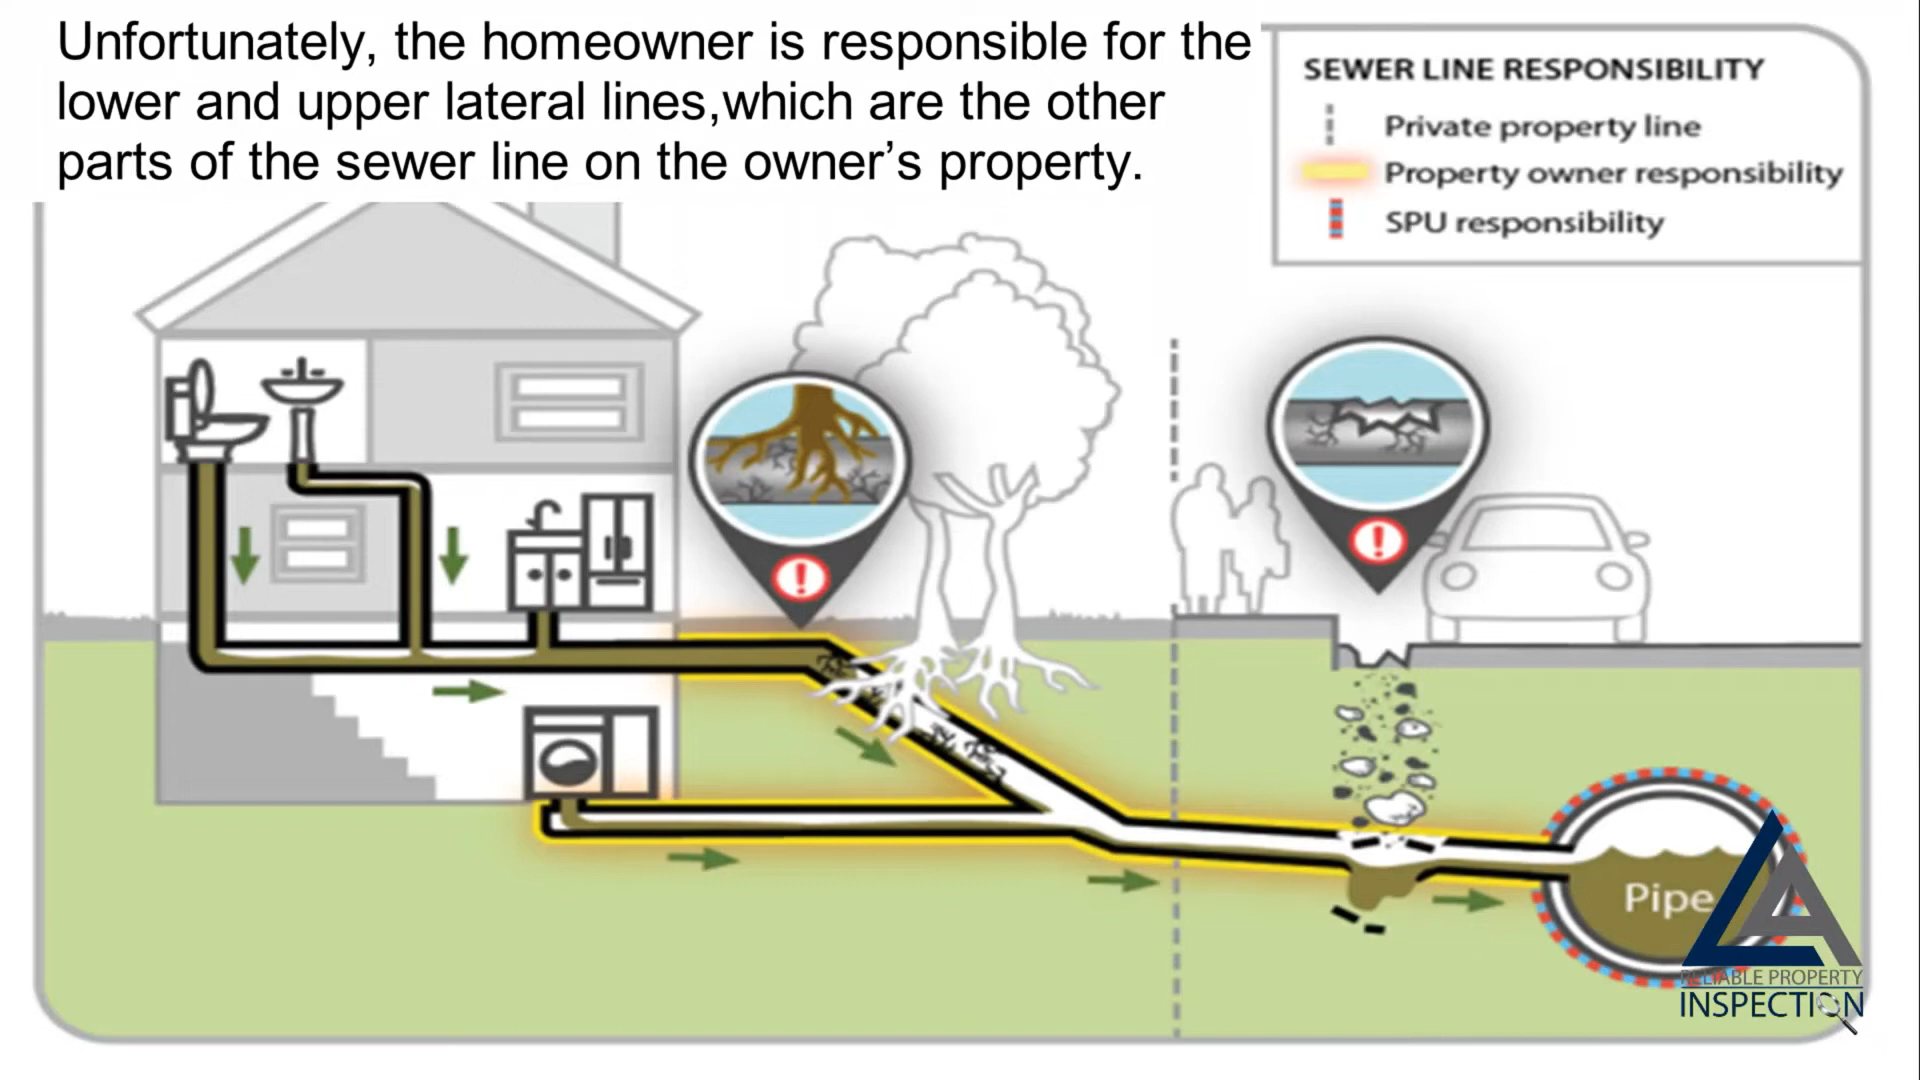 Unfortunately, the homeowner is responsible for the
lower and upper lateral lines,which are the other
parts of the sewer line on the owner's property.
SEWER LINE RESPONSIBILITY
Private property line
Property owner responsibility
SPU responsibility
!
!
Pipe
RELIABLE PROPERTY
INSPECTION